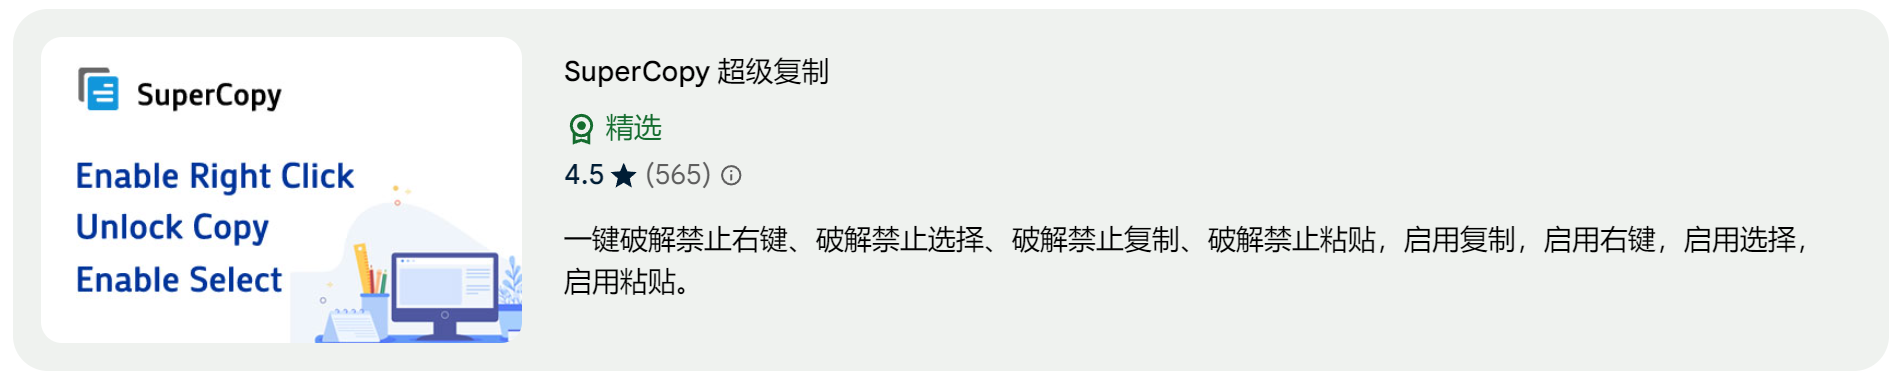 SuperCopy
Enable Right Click
Unlock Copy
Enable Select
SuperCopy 超级复制
精选
4.5 ★ (565)
一键破解禁止右键、破解禁止选择、破解禁止复制、破解禁止粘贴，启用复制，启用右键，启用选择，
启用粘贴。